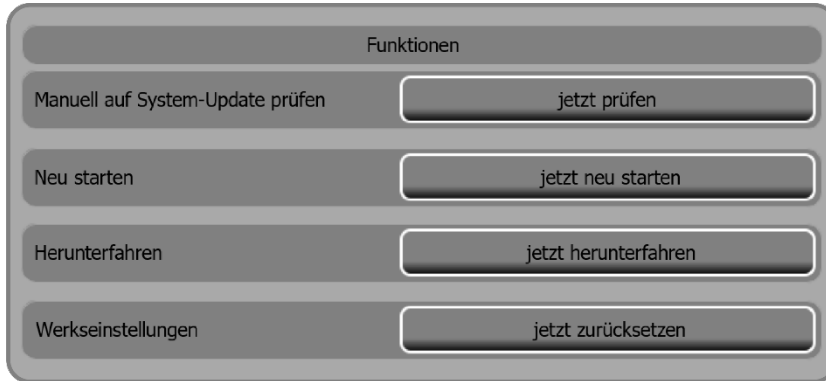 Funktionen
Manuell auf System-Update prüfen jetzt prüfen
Neu starten jetzt neu starten
Herunterfahren jetzt herunterfahren
Werkseinstellungen jetzt zurücksetzen